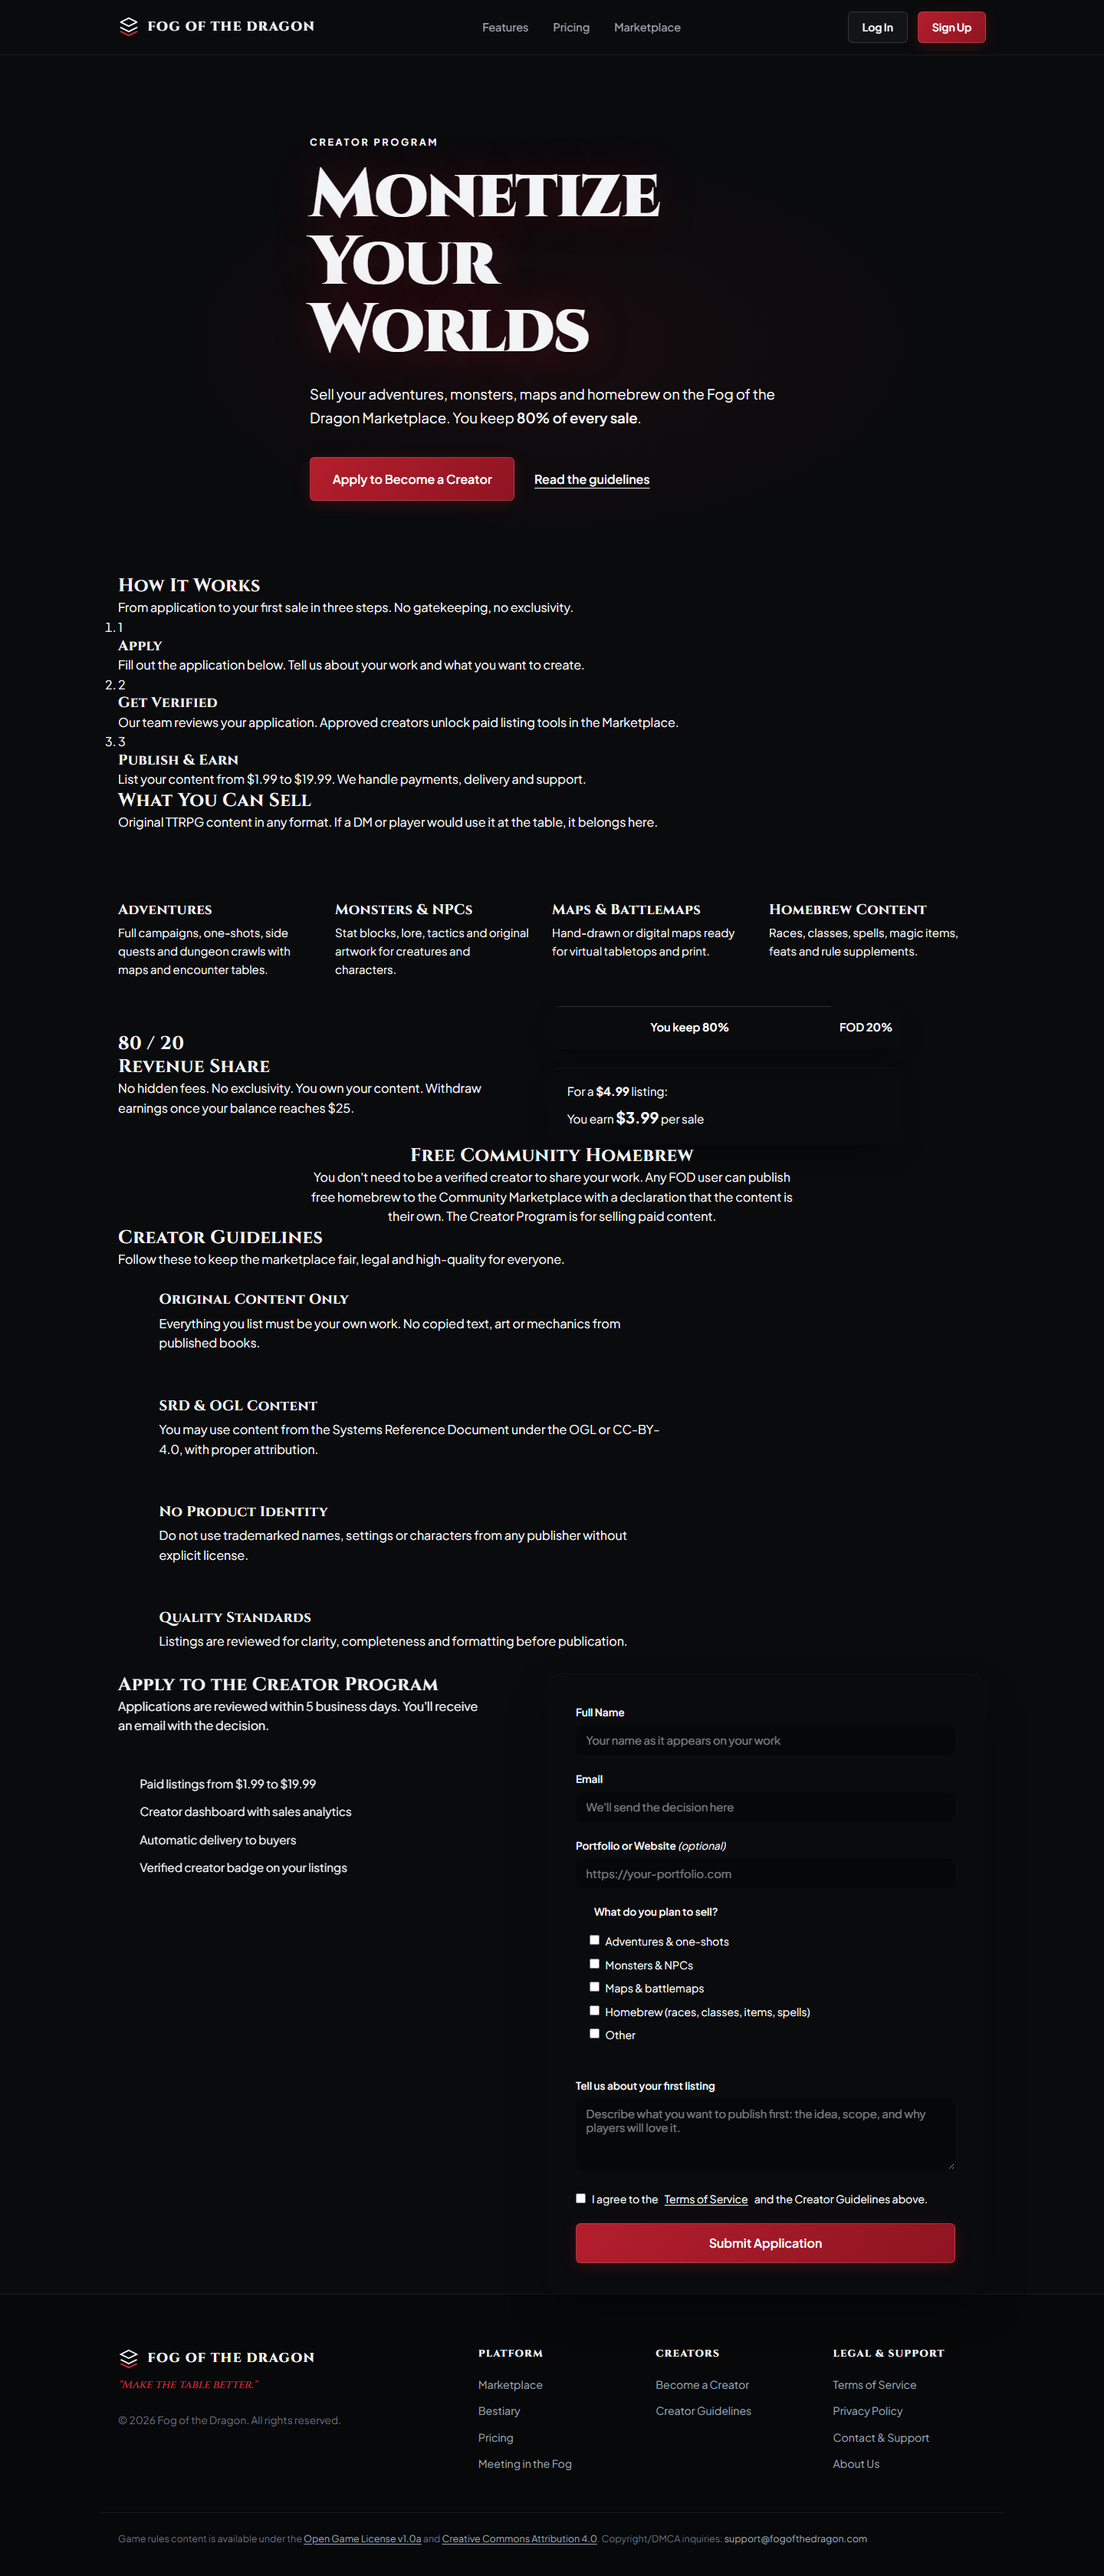 FOG OF THE DRAGON
Features
Pricing
Marketplace
Log In
Sign Up
CREATOR PROGRAM
MONETIZE
YOUR
WORLDS
Sell your adventures, monsters, maps and homebrew on the Fog of the
Dragon Marketplace. You keep 80% of every sale.
Apply to Become a Creator
Read the guidelines
HOW IT WORKS
From application to your first sale in three steps. No gatekeeping, no exclusivity.
1. 1
APPLY
Fill out the application below. Tell us about your work and what you want to create.
2. 2
GET VERIFIED
Our team reviews your application. Approved creators unlock paid listing tools in the Marketplace.
3. 3
PUBLISH & EARN
List your content from $1.99 to $19.99. We handle payments, delivery and support.
WHAT YOU CAN SELL
Original TTRPG content in any format. If a DM or player would use it at the table, it belongs here.
ADVENTURES
Full campaigns, one-shots, side
quests and dungeon crawls with
maps and encounter tables.
MONSTERS & NPCS
Stat blocks, lore, tactics and original
artwork for creatures and
characters.
MAPS & BATTLEMAPS
Hand-drawn or digital maps ready
for virtual tabletops and print.
HOMEBREW CONTENT
Races, classes, spells, magic items,
feats and rule supplements.
80 / 20
REVENUE SHARE
No hidden fees. No exclusivity. You own your content. Withdraw
earnings once your balance reaches $25.
You keep 80%
FOD 20%
For a $4.99 listing:
You earn $3.99 per sale
FREE COMMUNITY HOMEBREW
You don't need to be a verified creator to share your work. Any FOD user can publish
free homebrew to the Community Marketplace with a declaration that the content is
their own. The Creator Program is for selling paid content.
CREATOR GUIDELINES
Follow these to keep the marketplace fair, legal and high-quality for everyone.
ORIGINAL CONTENT ONLY
Everything you list must be your own work. No copied text, art or mechanics from
published books.
SRD & OGL CONTENT
You may use content from the Systems Reference Document under the OGL or CC-BY-
4.0, with proper attribution.
NO PRODUCT IDENTITY
Do not use trademarked names, settings or characters from any publisher without
explicit license.
QUALITY STANDARDS
Listings are reviewed for clarity, completeness and formatting before publication.
APPLY TO THE CREATOR PROGRAM
Applications are reviewed within 5 business days. You'll receive
an email with the decision.
Paid listings from $1.99 to $19.99
Creator dashboard with sales analytics
Automatic delivery to buyers
Verified creator badge on your listings
Full Name
Your name as it appears on your work
Email
We'll send the decision here
Portfolio or Website (optional)
https://your-portfolio.com
What do you plan to sell?
Adventures & one-shots
Monsters & NPCs
Maps & battlemaps
Homebrew (races, classes, items, spells)
Other
Tell us about your first listing
Describe what you want to publish first: the idea, scope, and why
players will love it.
I agree to the Terms of Service and the Creator Guidelines above.
Submit Application
FOG OF THE DRAGON
"MAKE THE TABLE BETTER."
© 2026 Fog of the Dragon. All rights reserved.
PLATFORM
Marketplace
Bestiary
Pricing
Meeting in the Fog
CREATORS
Become a Creator
Creator Guidelines
LEGAL & SUPPORT
Terms of Service
Privacy Policy
Contact & Support
About Us
Game rules content is available under the Open Game License v1.0a and Creative Commons Attribution 4.0. Copyright/DMCA inquiries: support@fogofthedragon.com